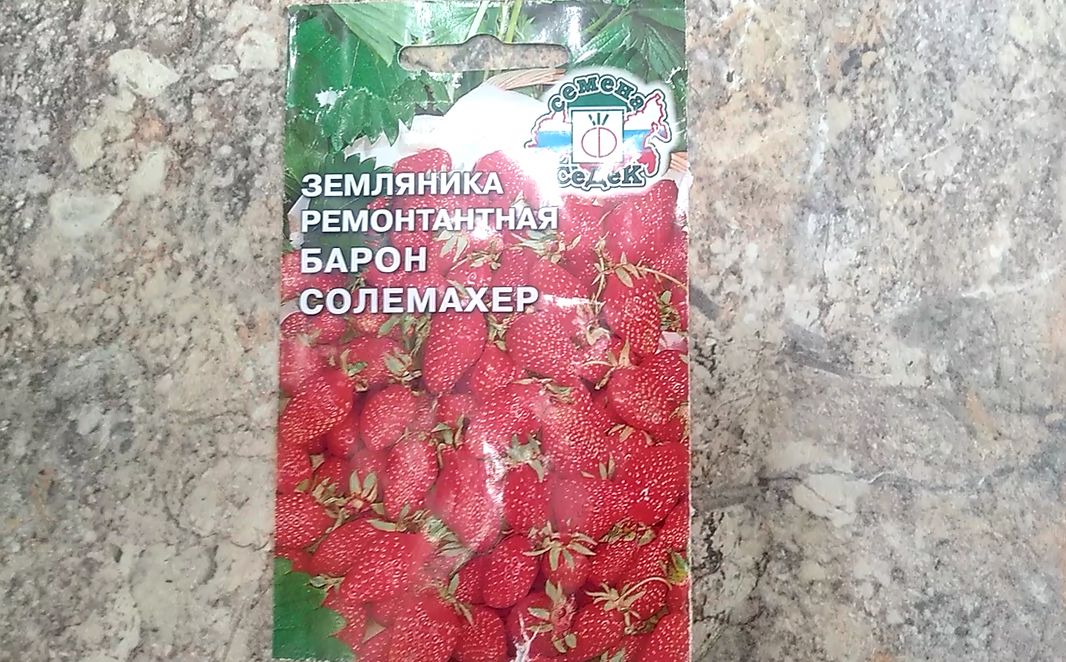 семена
СеДеК
ЗЕМЛЯНИКА
РЕМОНТАНТНАЯ
БАРОН
СОЛЕМАХЕР